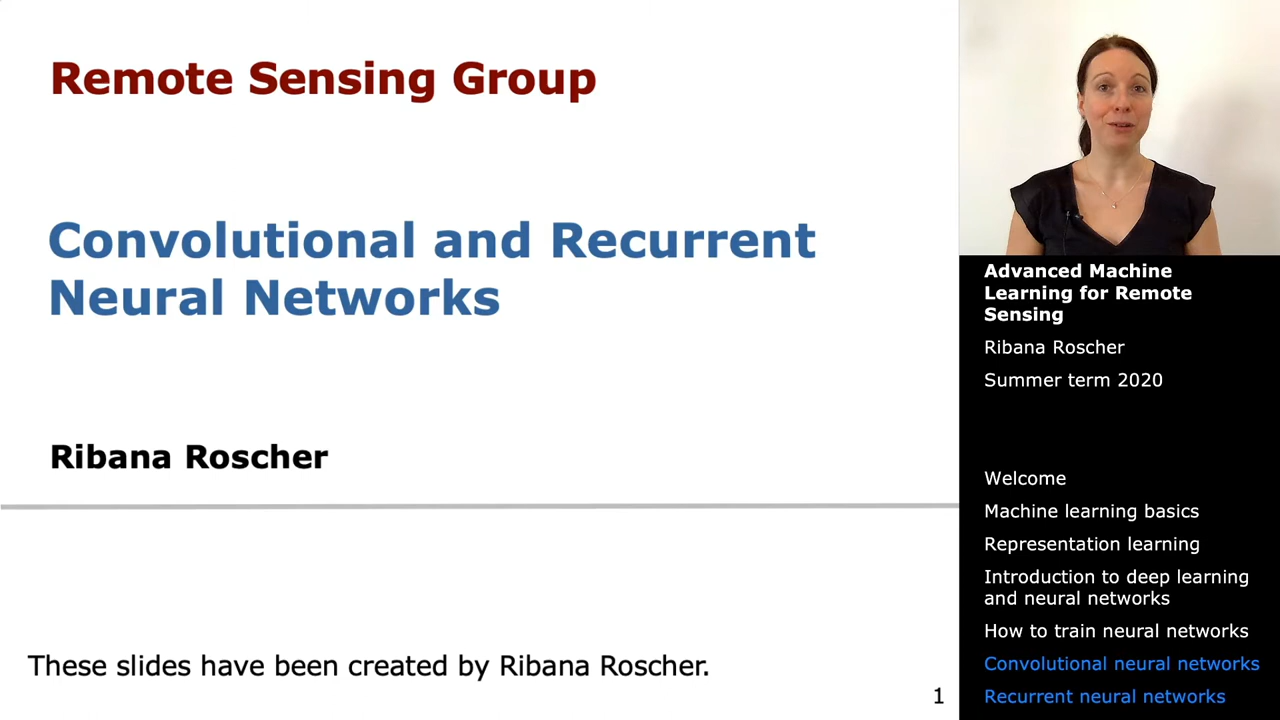 Remote Sensing Group
Convolutional and Recurrent
Neural Networks
Ribana Roscher
These slides have been created by Ribana Roscher.
1
Advanced Machine
Learning for Remote
Sensing
Ribana Roscher
Summer term 2020
Welcome
Machine learning basics
Representation learning
Introduction to deep learning
and neural networks
How to train neural networks
Convolutional neural networks
Recurrent neural networks